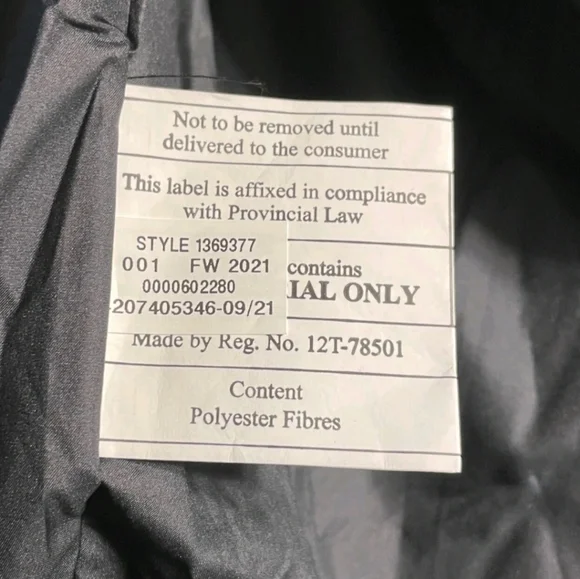 Not to be removed until
delivered to the consumer
This label is affixed in compliance
with Provincial Law
STYLE 1369377
001 FW 2021
0000602280
207405346-09/21
contains
IAL ONLY
Made by Reg. No. 12T-78501
Content
Polyester Fibres